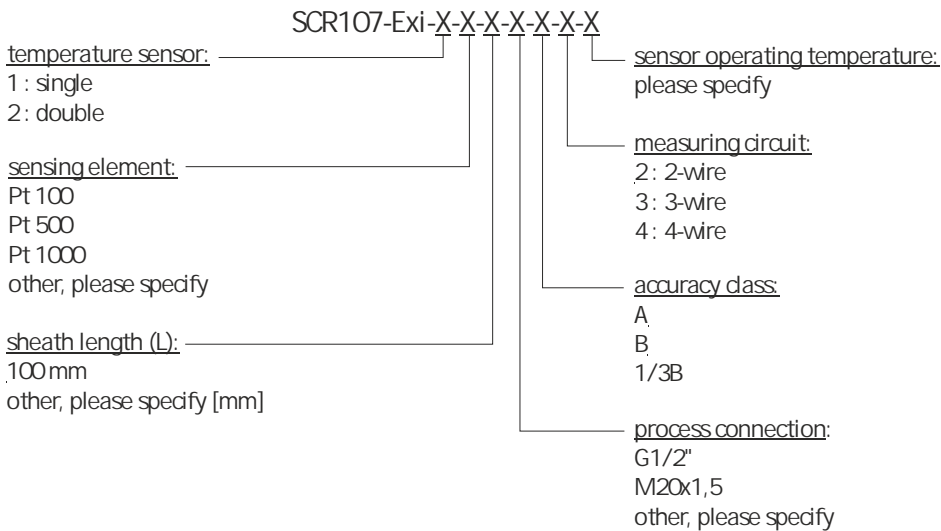 SCR107-Exi-X-X-X-X-X-X-X
temperature sensor:
1 : single
2 : double
sensing element:
Pt 100
Pt 500
Pt 1000
other, please specify
sheath length (L):
100 mm
other, please specify [mm]
sensor operating temperature:
please specify
measuring circuit:
2 : 2-wire
3 : 3-wire
4 : 4-wire
accuracy class:
A
B
1/3B
process connection:
G1/2"
M20x1,5
other, please specify